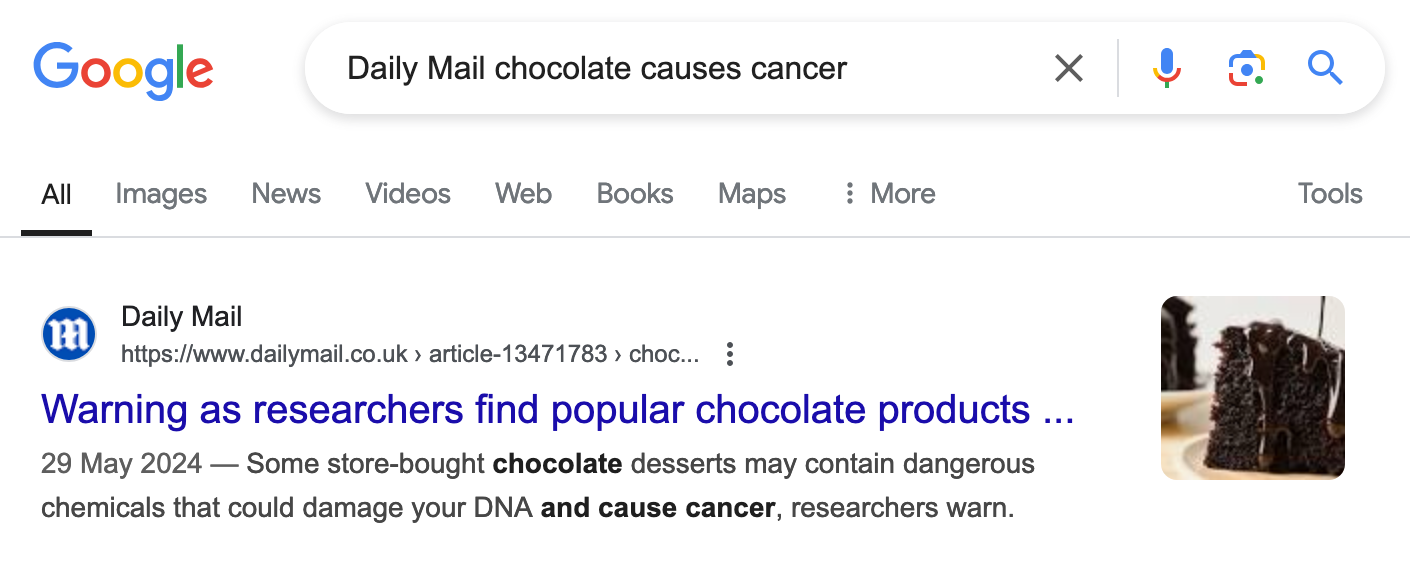 Google
Daily Mail chocolate causes cancer
All
Images
News
Videos
Web
Books
Maps
More
Tools
m
Daily Mail
https://www.dailymail.co.uk › article-13471783 › choc...
Warning as researchers find popular chocolate products ...
29 May 2024 — Some store-bought chocolate desserts may contain dangerous
chemicals that could damage your DNA and cause cancer, researchers warn.